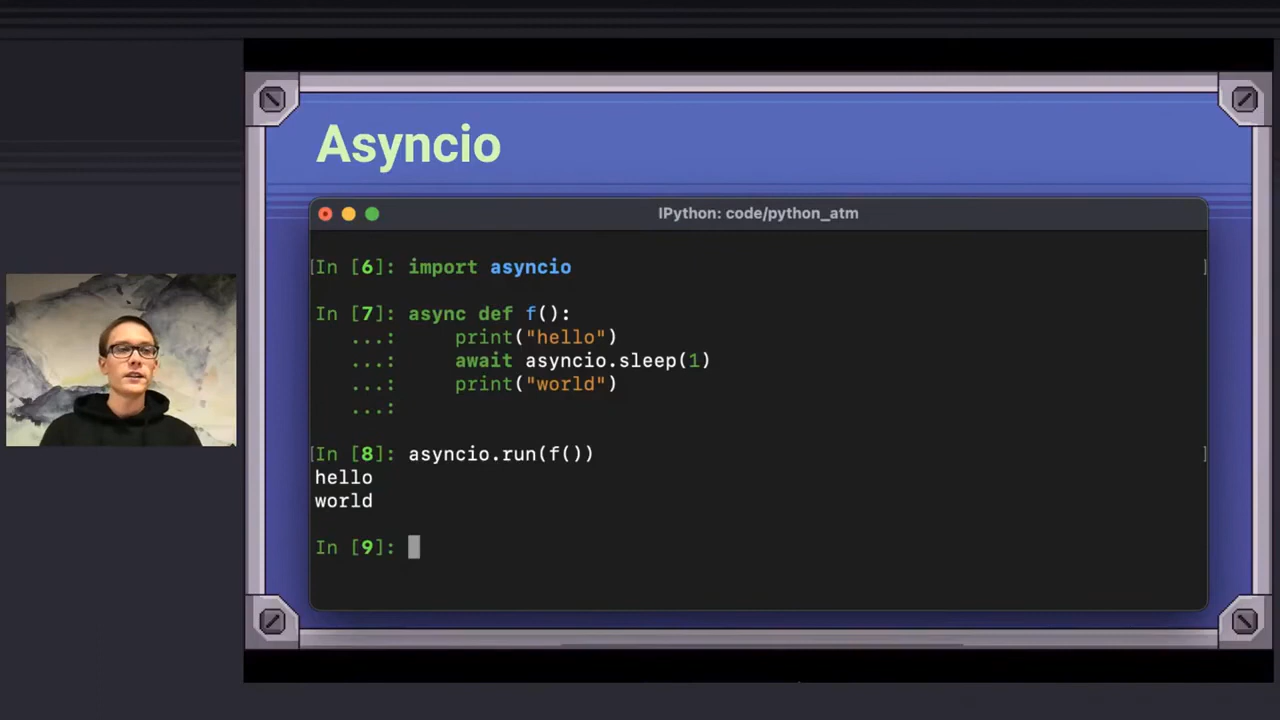 Asyncio
IPython: code/python_atm
[In [6]: import asyncio ]
In [7]: async def f():
...:     print("hello")
...:     await asyncio.sleep(1)
...:     print("world")
...:
[In [8]: asyncio.run(f()) ]
hello
world
In [9]: